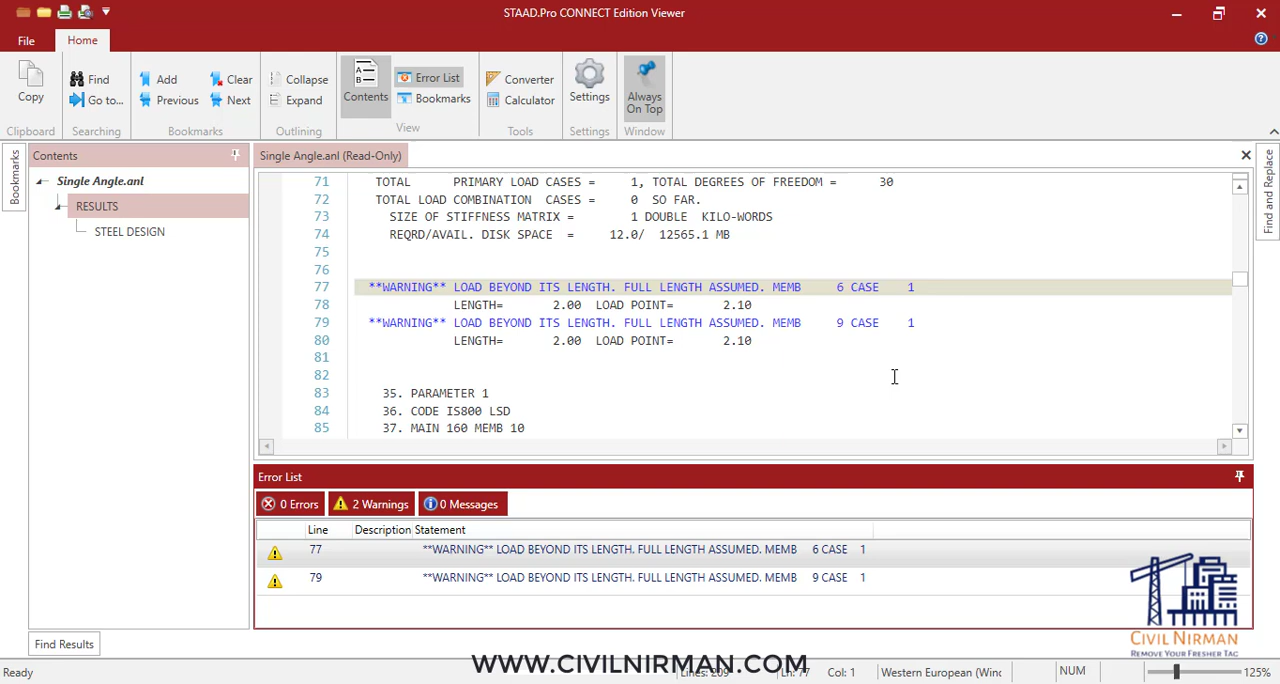 STAAD.Pro CONNECT Edition Viewer
File Home
Copy
Find
Go to...
Add
Previous
Clear
Next
Collapse
Expand
Contents
Error List
Bookmarks
Converter
Calculator
Settings
Always On Top
Clipboard Searching Bookmarks Outlining View Tools Settings Window
Bookmarks
Contents
Single Angle.anl
RESULTS
STEEL DESIGN
Single Angle.anl (Read-Only)
Find and Replace
71 TOTAL PRIMARY LOAD CASES = 1, TOTAL DEGREES OF FREEDOM = 30
72 TOTAL LOAD COMBINATION CASES = 0 SO FAR.
73 SIZE OF STIFFNESS MATRIX = 1 DOUBLE KILO-WORDS
74 REQRD/AVAIL. DISK SPACE = 12.0/ 12565.1 MB
75
76
77 **WARNING** LOAD BEYOND ITS LENGTH. FULL LENGTH ASSUMED. MEMB 6 CASE 1
78 LENGTH= 2.00 LOAD POINT= 2.10
79 **WARNING** LOAD BEYOND ITS LENGTH. FULL LENGTH ASSUMED. MEMB 9 CASE 1
80 LENGTH= 2.00 LOAD POINT= 2.10
81
82
83 35. PARAMETER 1
84 36. CODE IS800 LSD
85 37. MAIN 160 MEMB 10
Error List
0 Errors 2 Warnings 0 Messages
Line Description Statement
77 **WARNING** LOAD BEYOND ITS LENGTH. FULL LENGTH ASSUMED. MEMB 6 CASE 1
79 **WARNING** LOAD BEYOND ITS LENGTH. FULL LENGTH ASSUMED. MEMB 9 CASE 1
CIVIL NIRMAN
REMOVE YOUR FRESHER TAG
Find Results
WWW.CIVILNIRMAN.COM
Ready Lines: 209 Ln: 77 Col: 1 Western European (Winc NUM 125%